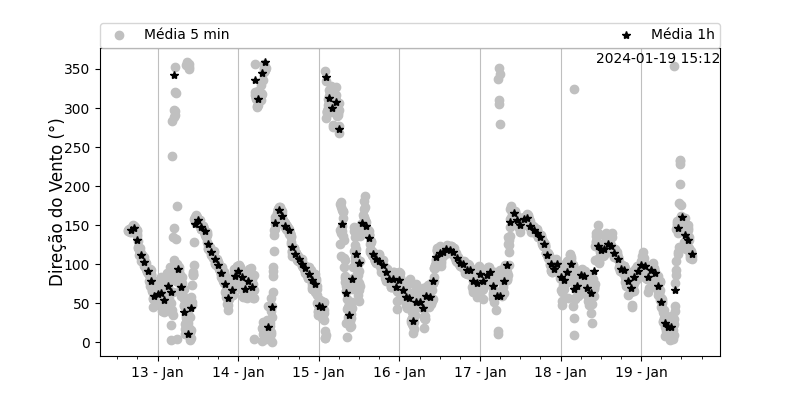 Média 5 min
Média 1h
2024-01-19 15:12
Direção do Vento (°)
350
300
250
200
150
100
50
0
13 - Jan
14 - Jan
15 - Jan
16 - Jan
17 - Jan
18 - Jan
19 - Jan